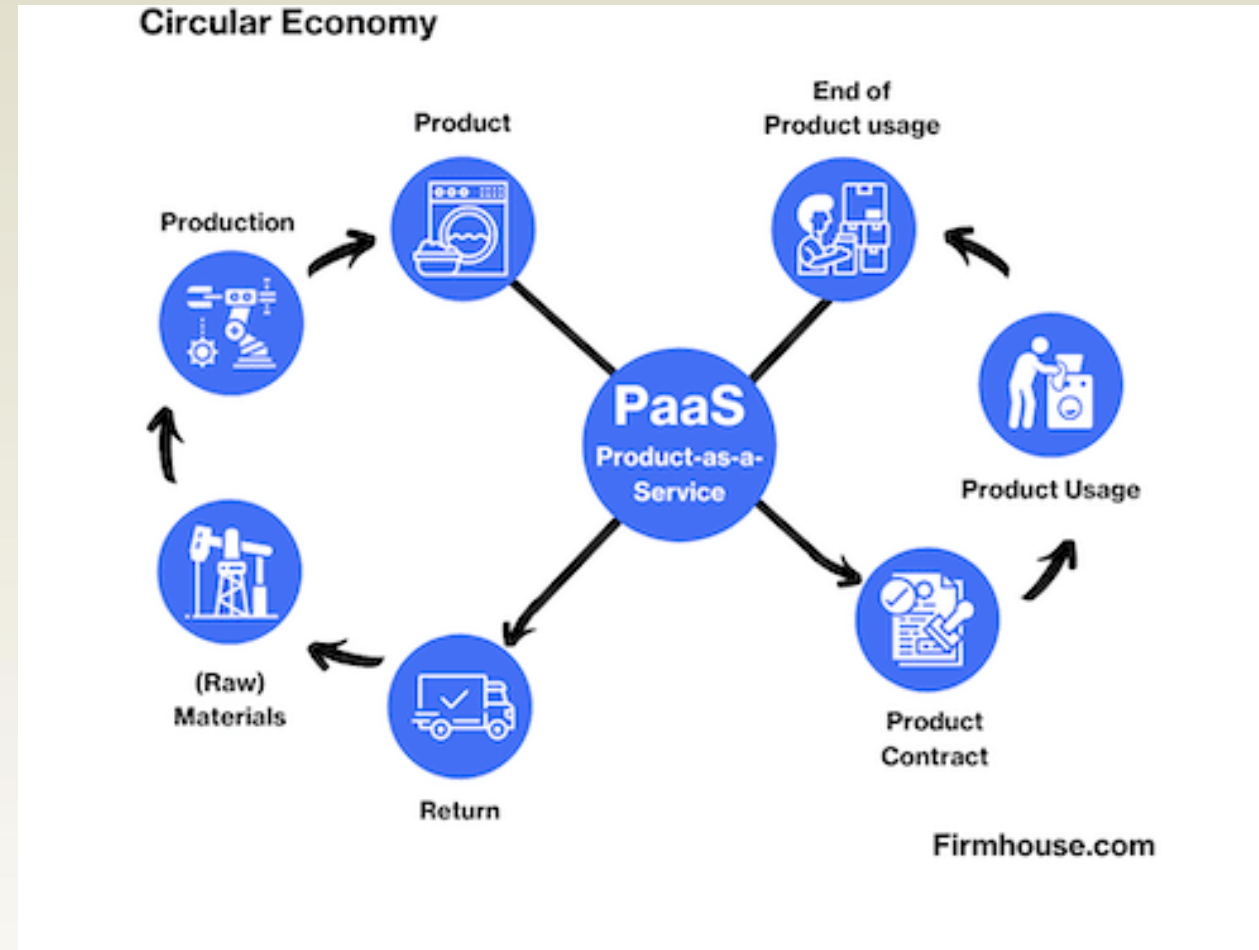 Circular Economy
Product
End of
Product usage
Production
PaaS
Product-as-a-
Service
Product Usage
(Raw)
Materials
Product
Contract
Return
Firmhouse.com